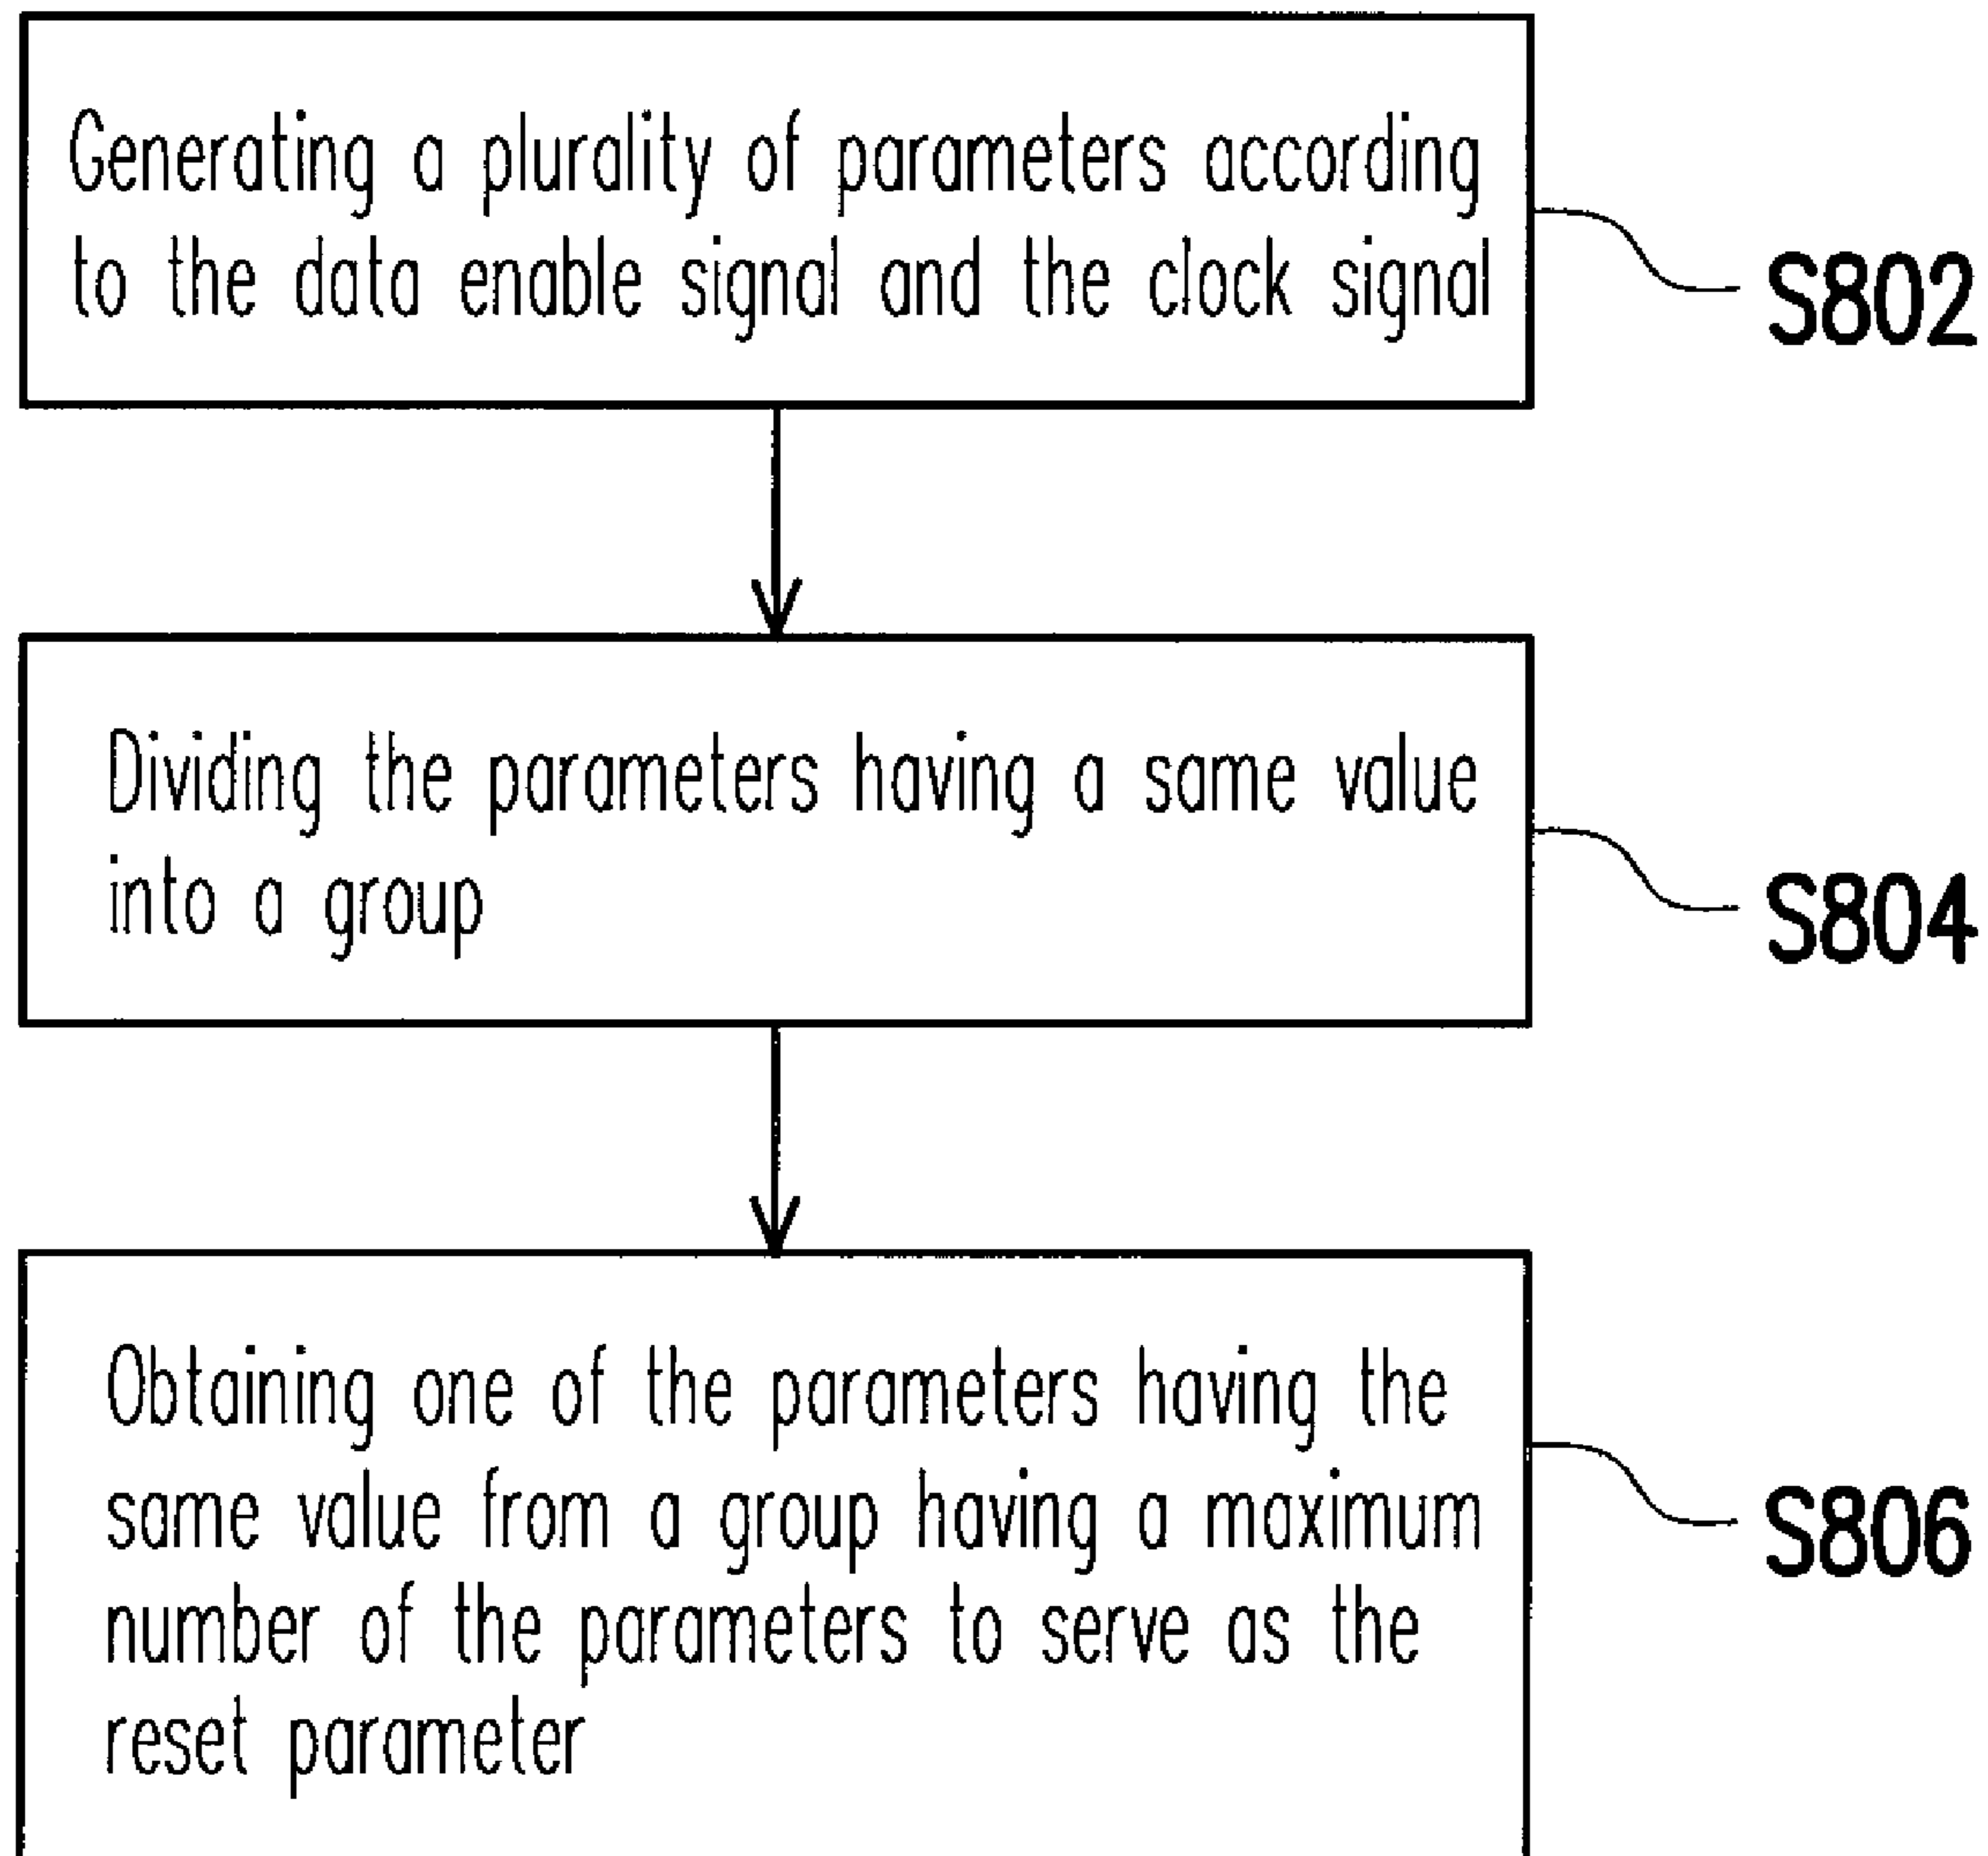 Generating a plurality of parameters according
to the data enable signal and the clock signal
S802
Dividing the parameters having a same value
into a group
S804
Obtaining one of the parameters having the
same value from a group having a maximum
number of the parameters to serve as the
reset parameter
S806